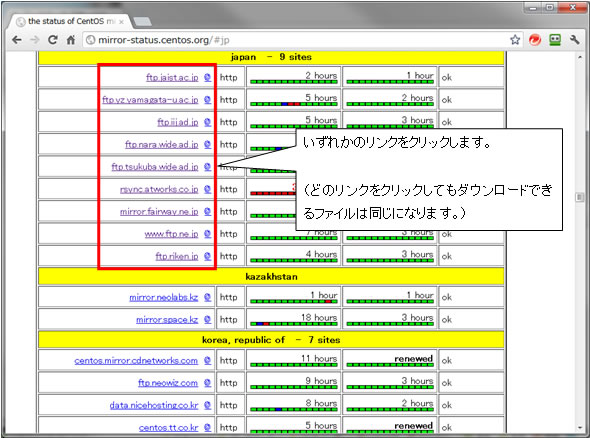 the status of CentOS mi
mirror-status.centos.org/#jp
japan - 9 sites
ftp.jaist.ac.jp @ http 2 hours 1 hour ok
ftp.yz.yamagata-u.ac.jp @ http 5 hours 2 hours ok
ftp.iij.ad.jp @ http 5 hours 3 hours ok
ftp.nara.wide.ad.jp @ http
ftp.tsukuba.wide.ad.jp @ http
rsync.atworks.co.jp @ http
mirror.fairway.ne.jp @ http
www.ftp.ne.jp @ http 7 hours 3 hours ok
ftp.riken.jp @ http 4 hours 3 hours ok
いずれかのリンクをクリックします。
(どのリンクをクリックしてもダウンロードでき
るファイルは同じになります。)
kazakhstan
mirror.neolabs.kz @ http 1 hour 1 hour ok
mirror.space.kz @ http 18 hours 3 hours ok
korea, republic of - 7 sites
centos.mirror.cdnetworks.com @ http 11 hours renewed ok
ftp.neowiz.com @ http 9 hours 3 hours ok
data.nicehosting.co.kr @ http 8 hours 2 hours ok
centos.tt.co.kr @ http 5 hours renewed ok